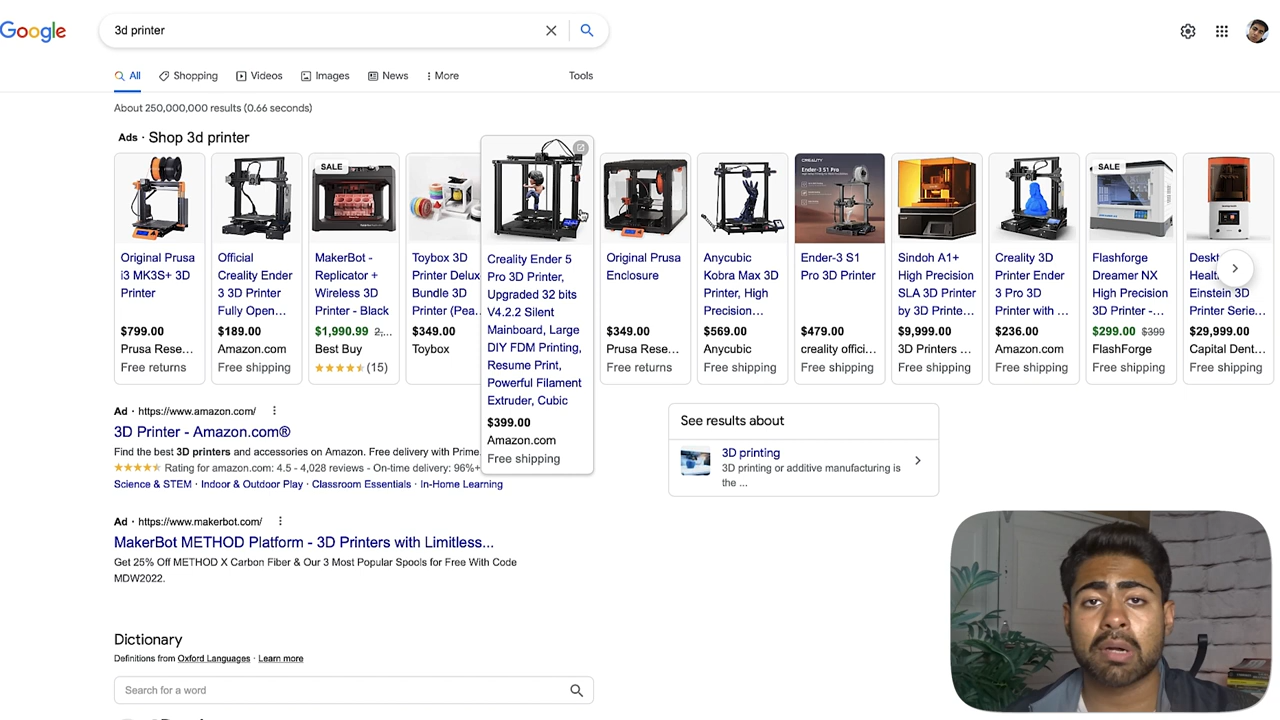 Google
3d printer
All
Shopping
Videos
Images
News
More
Tools
About 250,000,000 results (0.66 seconds)
Ads · Shop 3d printer
Original Prusa
i3 MK3S+ 3D
Printer
$799.00
Prusa Rese...
Free returns
Official
Creality Ender
3 3D Printer
Fully Open...
$189.00
Amazon.com
Free shipping
SALE
MakerBot -
Replicator +
Wireless 3D
Printer - Black
$1,990.99 2,...
Best Buy
(15)
Toybox 3D
Printer Delux
Bundle 3D
Printer (Pea...
$349.00
Toybox
Creality Ender 5
Pro 3D Printer,
Upgraded 32 bits
V4.2.2 Silent
Mainboard, Large
DIY FDM Printing,
Resume Print,
Powerful Filament
Extruder, Cubic
$399.00
Amazon.com
Free shipping
Original Prusa
Enclosure
$349.00
Prusa Rese...
Free returns
Anycubic
Kobra Max 3D
Printer, High
Precision...
$569.00
Anycubic
Free shipping
CREALITY
Ender-3 S1 Pro
Ender-3 S1
Pro 3D Printer
$479.00
creality offici...
Free shipping
Sindoh A1+
High Precision
SLA 3D Printer
by 3D Printe...
$9,999.00
3D Printers ...
Free shipping
Creality 3D
Printer Ender
3 Pro 3D
Printer with ...
$236.00
Amazon.com
Free shipping
SALE
Flashforge
Dreamer NX
High Precision
3D Printer -...
$299.00 $399
FlashForge
Free shipping
Deskt
Healt
Einstein 3D
Printer Serie...
$29,999.00
Capital Dent...
Free shipping
Ad · https://www.amazon.com/
3D Printer - Amazon.com®
Find the best 3D printers and accessories on Amazon. Free delivery with Prime
Rating for amazon.com: 4.5 - 4,028 reviews - On-time delivery: 96%+
Science & STEM · Indoor & Outdoor Play · Classroom Essentials · In-Home Learning
See results about
3D printing
3D printing or additive manufacturing is
the ...
Ad · https://www.makerbot.com/
MakerBot METHOD Platform - 3D Printers with Limitless...
Get 25% Off METHOD X Carbon Fiber & Our 3 Most Popular Spools for Free With Code
MDW2022.
Dictionary
Definitions from Oxford Languages · Learn more
Search for a word